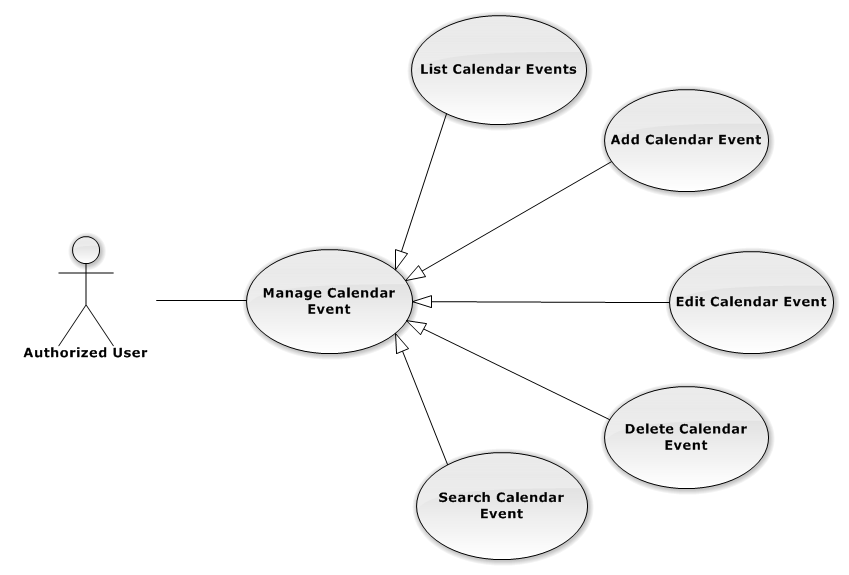 List Calendar Events
Add Calendar Event
Manage Calendar
Event
Edit Calendar Event
Authorized User
Delete Calendar
Event
Search Calendar
Event